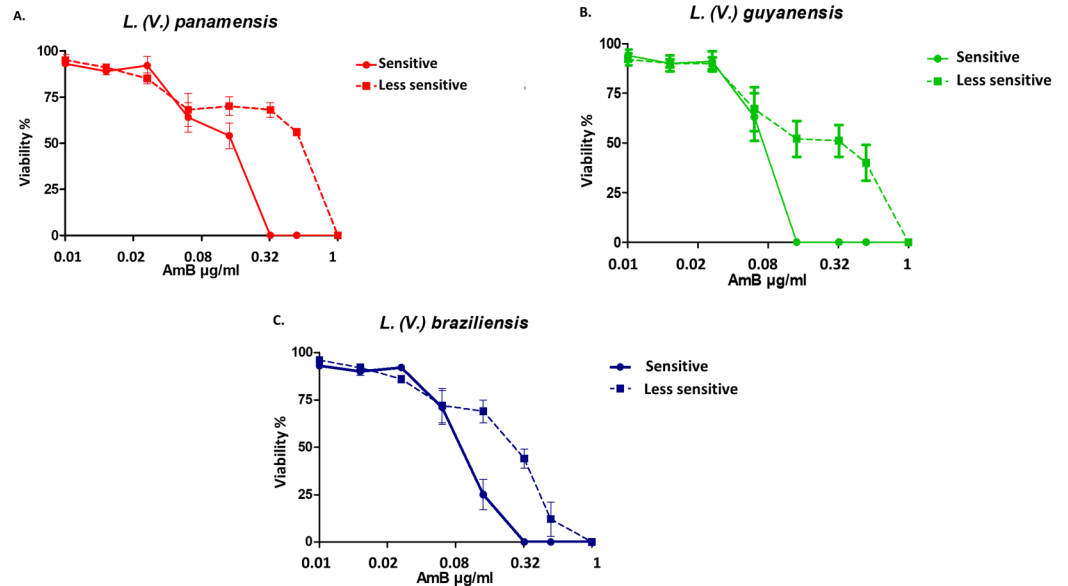 A.
L. (V.) panamensis
100
75
50
25
0
Viability %
0.01 0.02 0.08 0.32 1
AmB µg/ml
Sensitive
Less sensitive
B.
L. (V.) guyanensis
100
75
50
25
0
Viability %
0.01 0.02 0.08 0.32 1
AmB µg/ml
Sensitive
Less sensitive
C.
L. (V.) braziliensis
100
75
50
25
0
Viability %
0.01 0.02 0.08 0.32 1
AmB µg/ml
Sensitive
Less sensitive